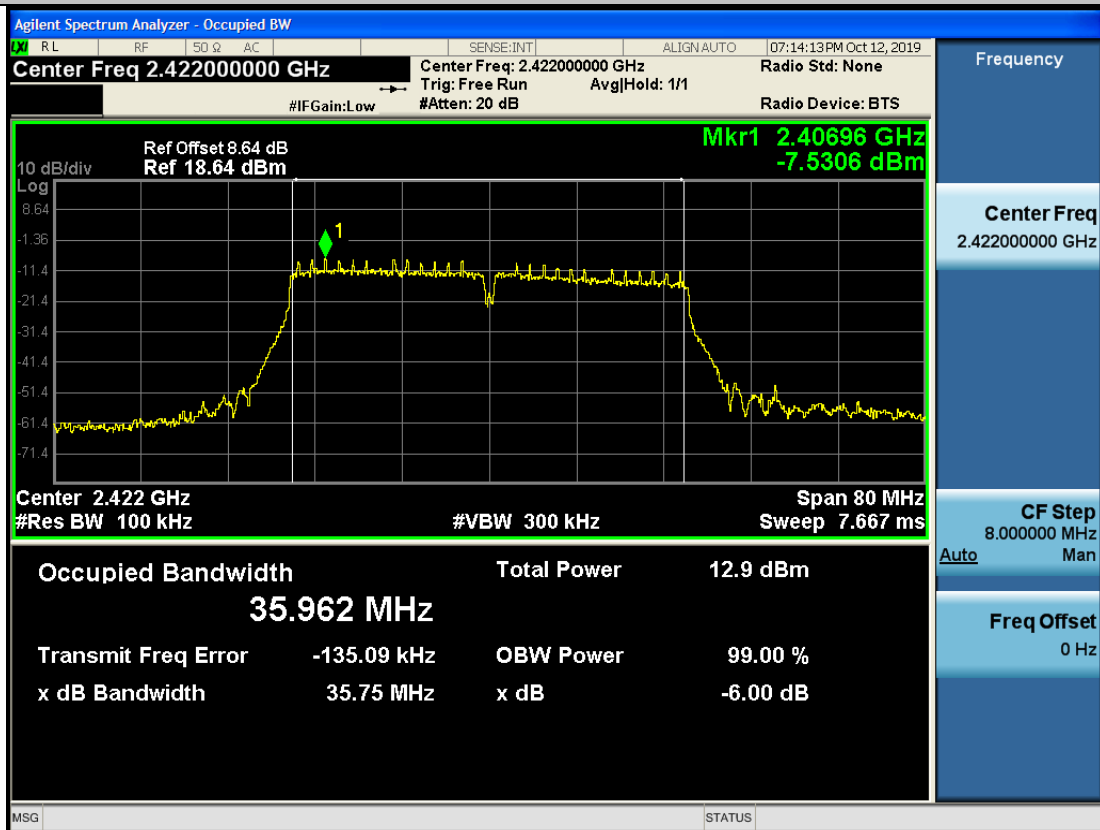 Agilent Spectrum Analyzer - Occupied BW
LXI RL RF 50 Ω AC SENSE:INT ALIGN AUTO 07:14:13 PM Oct 12, 2019
Center Freq 2.422000000 GHz
#IFGain:Low
Center Freq: 2.422000000 GHz
Trig: Free Run Avg|Hold: 1/1
#Atten: 20 dB
Radio Std: None
Radio Device: BTS
Mkr1 2.40696 GHz
-7.5306 dBm
Ref Offset 8.64 dB
10 dB/div Ref 18.64 dBm
Log
8.64
-1.36
-11.4
-21.4
-31.4
-41.4
-51.4
-61.4
-71.4
1
Center 2.422 GHz Span 80 MHz
#Res BW 100 kHz #VBW 300 kHz Sweep 7.667 ms
Occupied Bandwidth Total Power 12.9 dBm
35.962 MHz
Transmit Freq Error -135.09 kHz OBW Power 99.00 %
x dB Bandwidth 35.75 MHz x dB -6.00 dB
Frequency
Center Freq
2.422000000 GHz
CF Step
8.000000 MHz
Auto Man
Freq Offset
0 Hz
MSG STATUS